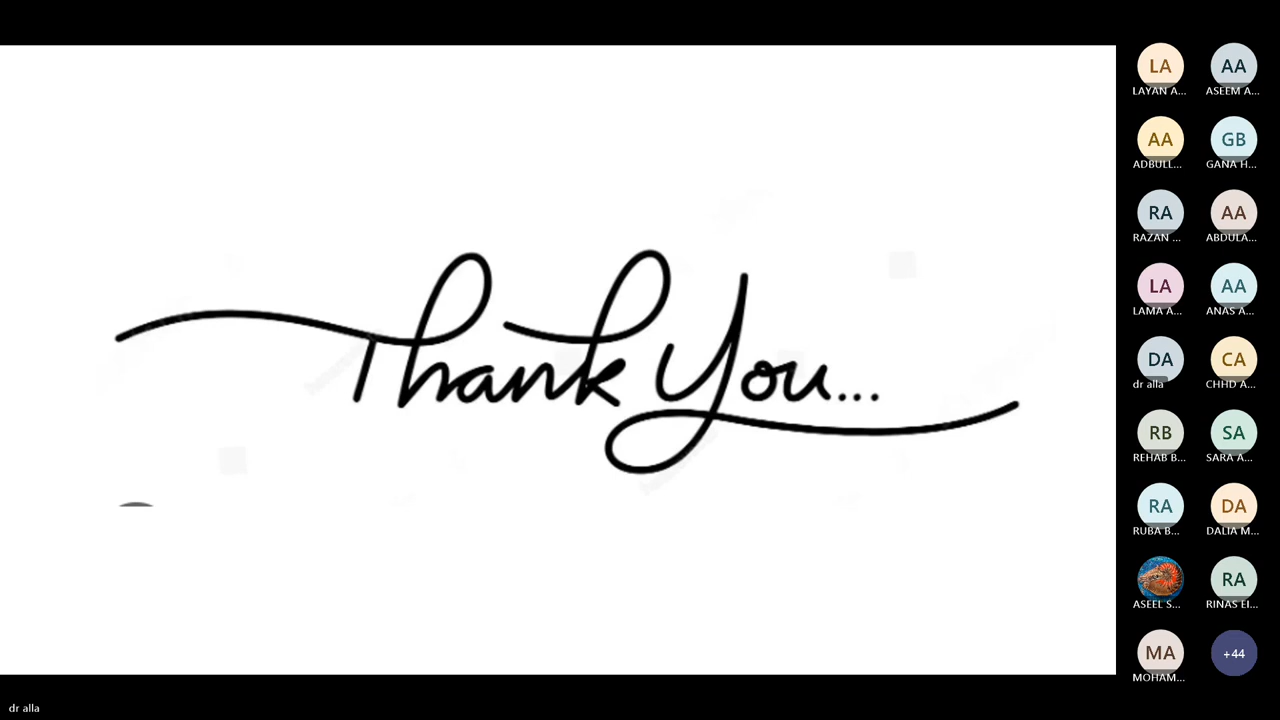 Thank You...
LA AA
LAYAN A... ASEEM A...
AA GB
ADBULL... GANA H...
RA AA
RAZAN ... ABDULA...
LA AA
LAMA A... ANAS A...
DA CA
dr alla CHHD A...
RB SA
REHAB B... SARA A...
RA DA
RUBA B... DALIA M...
RA
ASEEL S... RINAS EI...
MA +44
MOHAM...
dr alla